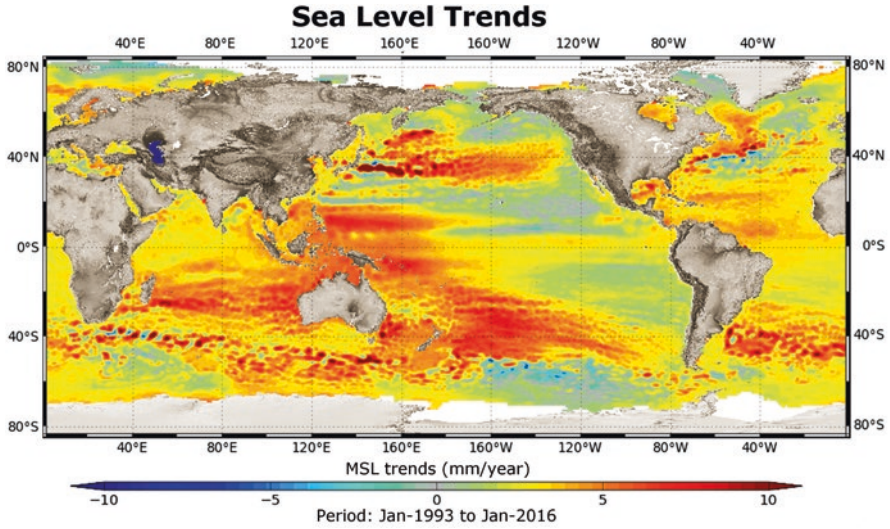 Sea Level Trends
40°E 80°E 120°E 160°E 160°W 120°W 80°W 40°W
80°N 80°N
40°N 40°N
0°S 0°S
40°S 40°S
80°S 80°S
40°E 80°E 120°E 160°E 160°W 120°W 80°W 40°W
MSL trends (mm/year)
−10 −5 0 5 10
Period: Jan-1993 to Jan-2016